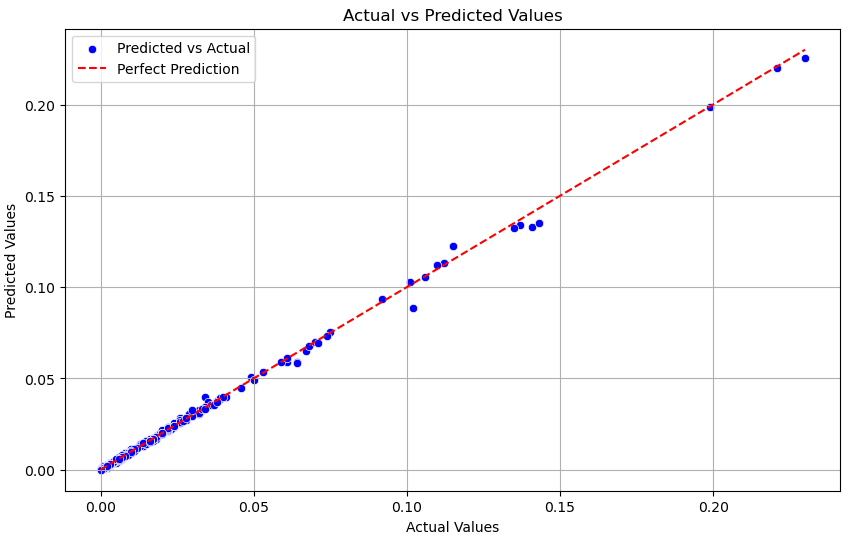 Actual vs Predicted Values
Predicted vs Actual
Perfect Prediction
0.20
0.15
0.10
0.05
0.00
Predicted Values
0.00 0.05 0.10 0.15 0.20
Actual Values